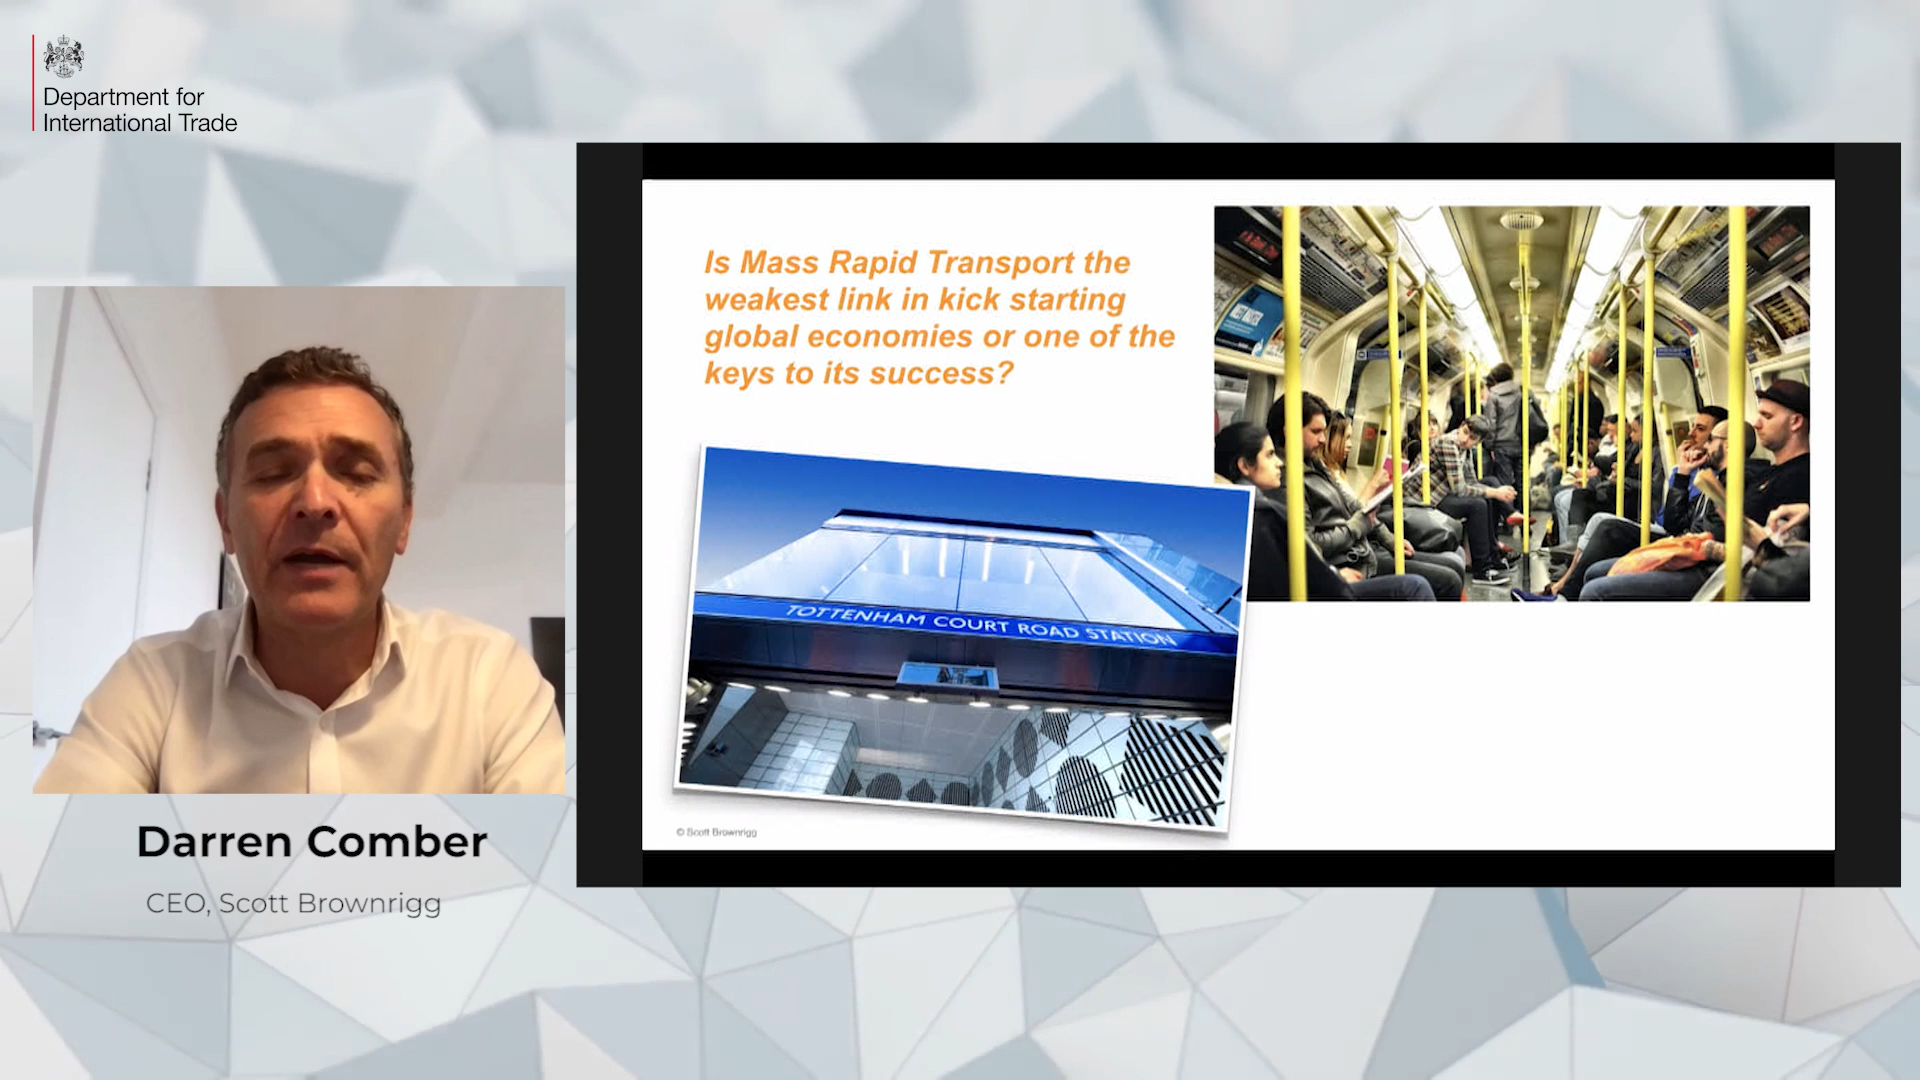 Department for
International Trade
Is Mass Rapid Transport the
weakest link in kick starting
global economies or one of the
keys to its success?
TOTTENHAM COURT ROAD STATION
© Scott Brownrigg
Darren Comber
CEO, Scott Brownrigg